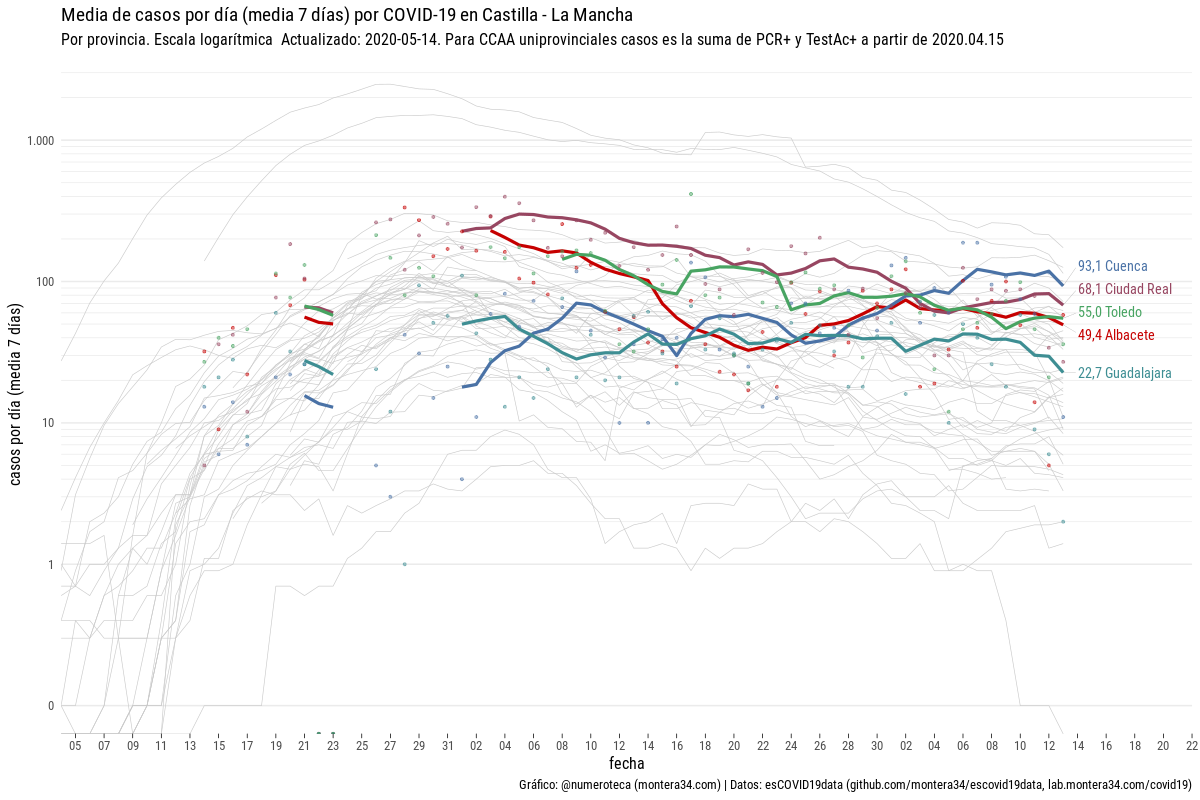 Media de casos por día (media 7 días) por COVID-19 en Castilla - La Mancha
Por provincia. Escala logarítmica  Actualizado: 2020-05-14. Para CCAA uniprovinciales casos es la suma de PCR+ y TestAc+ a partir de 2020.04.15
casos por día (media 7 días)
1.000
100
10
1
0
93,1 Cuenca
68,1 Ciudad Real
55,0 Toledo
49,4 Albacete
22,7 Guadalajara
05 07 09 11 13 15 17 19 21 23 25 27 29 31 02 04 06 08 10 12 14 16 18 20 22 24 26 28 30 02 04 06 08 10 12 14 16 18 20 22
fecha
Gráfico: @numeroteca (montera34.com) | Datos: esCOVID19data (github.com/montera34/escovid19data, lab.montera34.com/covid19)